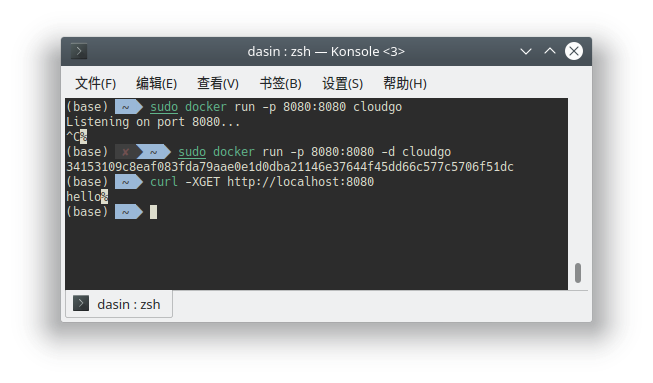 dasin : zsh — Konsole <3>
文件(F) 编辑(E) 查看(V) 书签(B) 设置(S) 帮助(H)
(base) ~ sudo docker run -p 8080:8080 cloudgo
Listening on port 8080...
^C%
(base) ✘ ~ sudo docker run -p 8080:8080 -d cloudgo
34153109c8eaf083fda79aae0e1d0dba21146e37644f45dd66c577c5706f51dc
(base) ~ curl -XGET http://localhost:8080
hello%
(base) ~
dasin : zsh